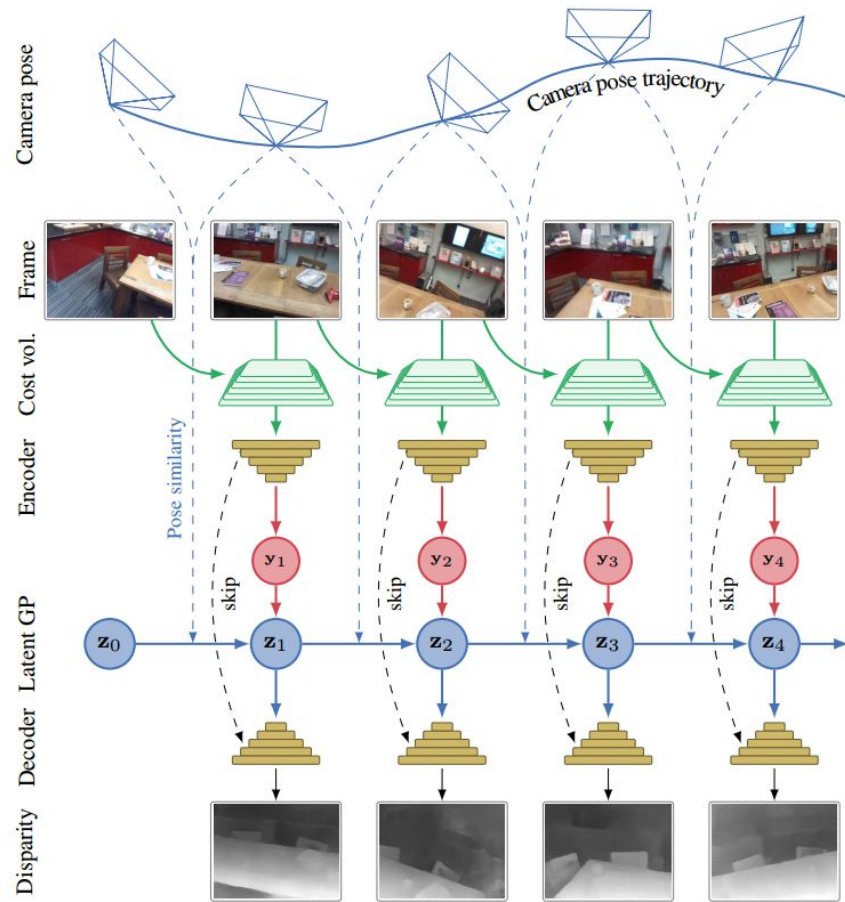 Camera pose
Camera pose trajectory
Frame
Cost vol.
Pose similarity
Encoder
y₁
y₂
y₃
y₄
skip
skip
skip
skip
Latent GP
z₀
z₁
z₂
z₃
z₄
Decoder
Disparity